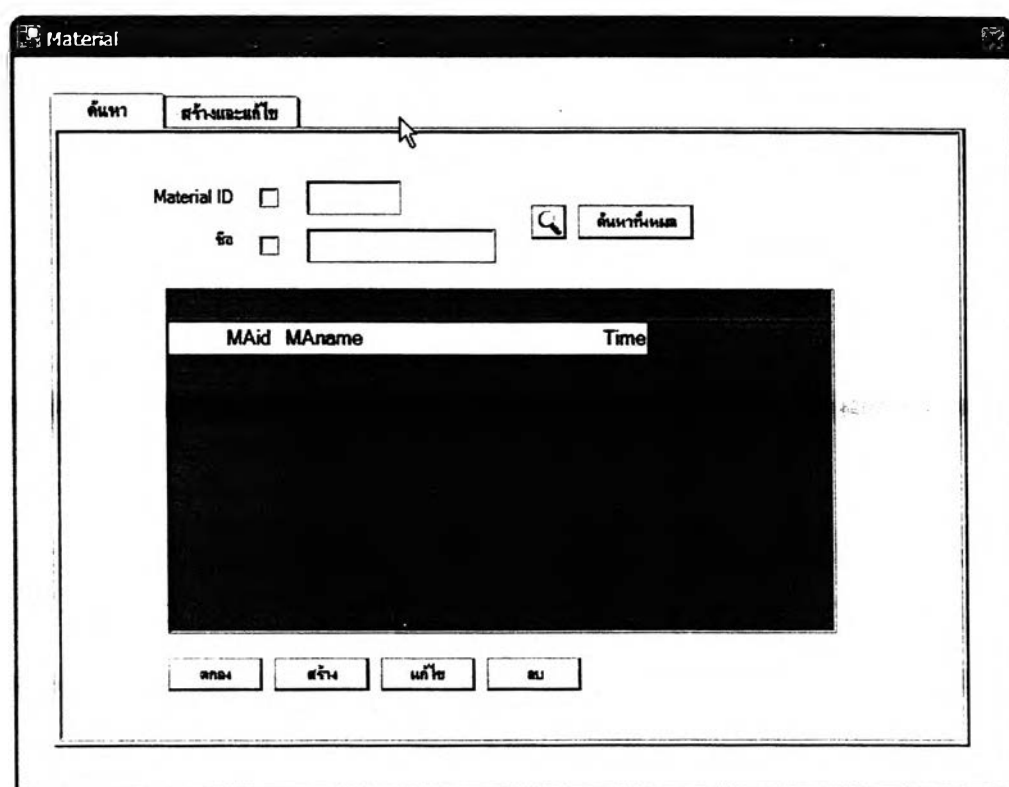 Material
ค้นหา สร้างและแก้ไข
Material ID
ชื่อ
ค้นหาทั้งหมด
MAid MAname Time
ตกลง สร้าง แก้ไข ลบ